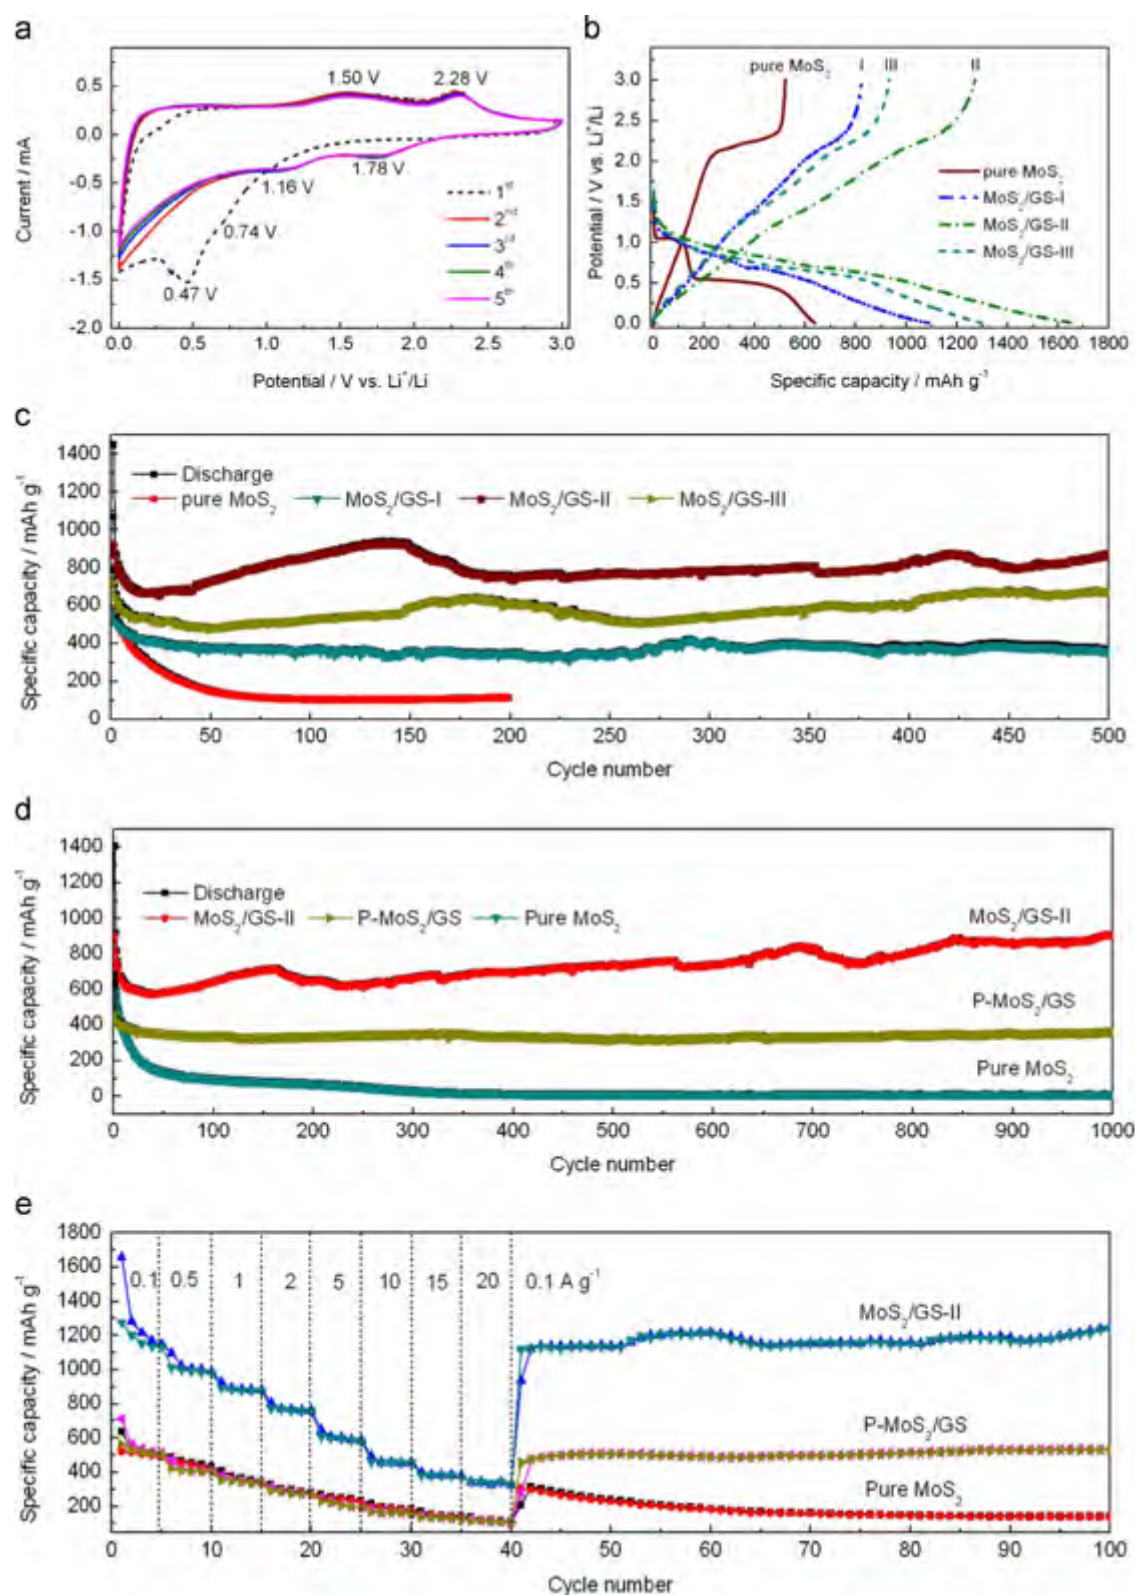 a
0.5
0.0
-0.5
-1.0
-1.5
-2.0
Current / mA
1.50 V
2.28 V
1.16 V
1.78 V
0.74 V
0.47 V
1st
2nd
3rd
4th
5th
0.0 0.5 1.0 1.5 2.0 2.5 3.0
Potential / V vs. Li⁺/Li
b
pure MoS₂ I III II
3.0
2.5
2.0
1.5
1.0
0.5
0.0
Potential / V vs. Li⁺/Li
pure MoS₂
MoS₂/GS-I
MoS₂/GS-II
MoS₂/GS-III
0 200 400 600 800 1000 1200 1400 1600 1800
Specific capacity / mAh g⁻¹
c
1400
1200
1000
800
600
400
200
0
Specific capacity / mAh g⁻¹
Discharge
pure MoS₂ MoS₂/GS-I MoS₂/GS-II MoS₂/GS-III
0 50 100 150 200 250 300 350 400 450 500
Cycle number
d
1400
1200
1000
800
600
400
200
0
Specific capacity / mAh g⁻¹
Discharge
MoS₂/GS-II P-MoS₂/GS Pure MoS₂
MoS₂/GS-II
P-MoS₂/GS
Pure MoS₂
0 100 200 300 400 500 600 700 800 900 1000
Cycle number
e
1800
1600
1400
1200
1000
800
600
400
200
Specific capacity / mAh g⁻¹
0.1 0.5 1 2 5 10 15 20 0.1 A g⁻¹
MoS₂/GS-II
P-MoS₂/GS
Pure MoS₂
0 10 20 30 40 50 60 70 80 90 100
Cycle number